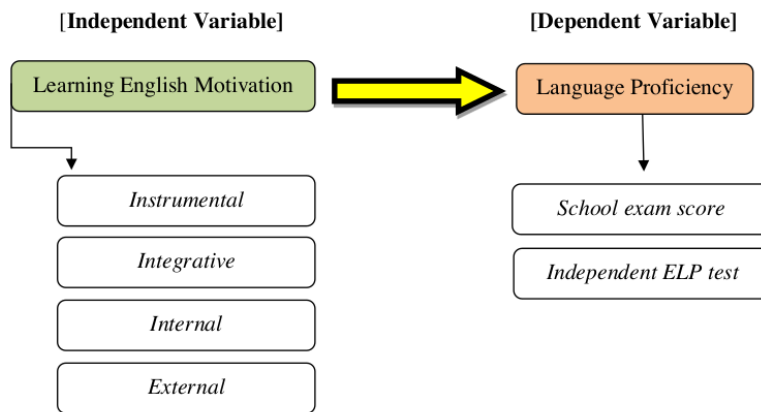 [Independent Variable]
[Dependent Variable]
Learning English Motivation
Language Proficiency
Instrumental
Integrative
Internal
External
School exam score
Independent ELP test